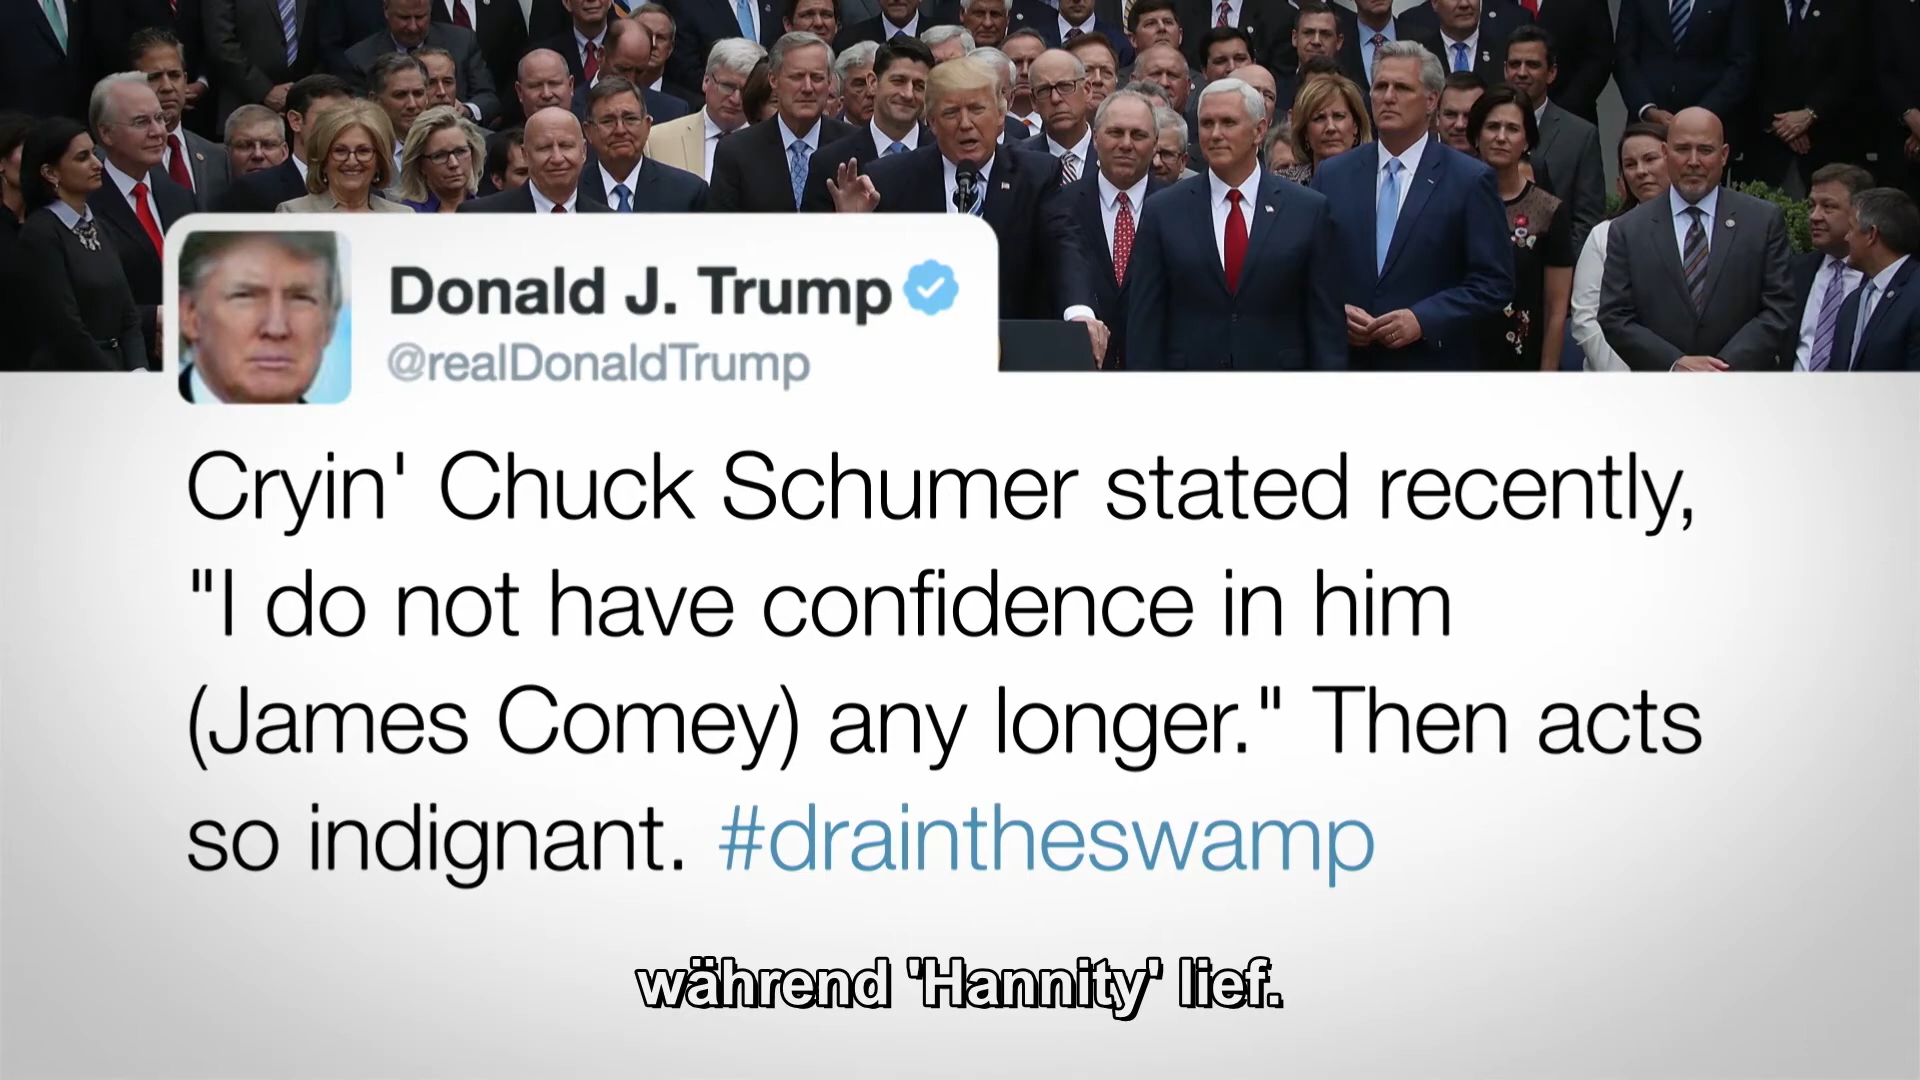 Donald J. Trump
@realDonaldTrump
Cryin' Chuck Schumer stated recently,
"I do not have confidence in him
(James Comey) any longer." Then acts
so indignant. #draintheswamp
während 'Hannity' lief.